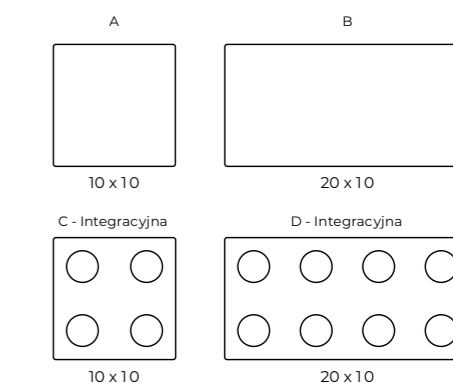 A
B
10 x 10
20 x 10
C - Integracyjna
D - Integracyjna
10 x 10
20 x 10